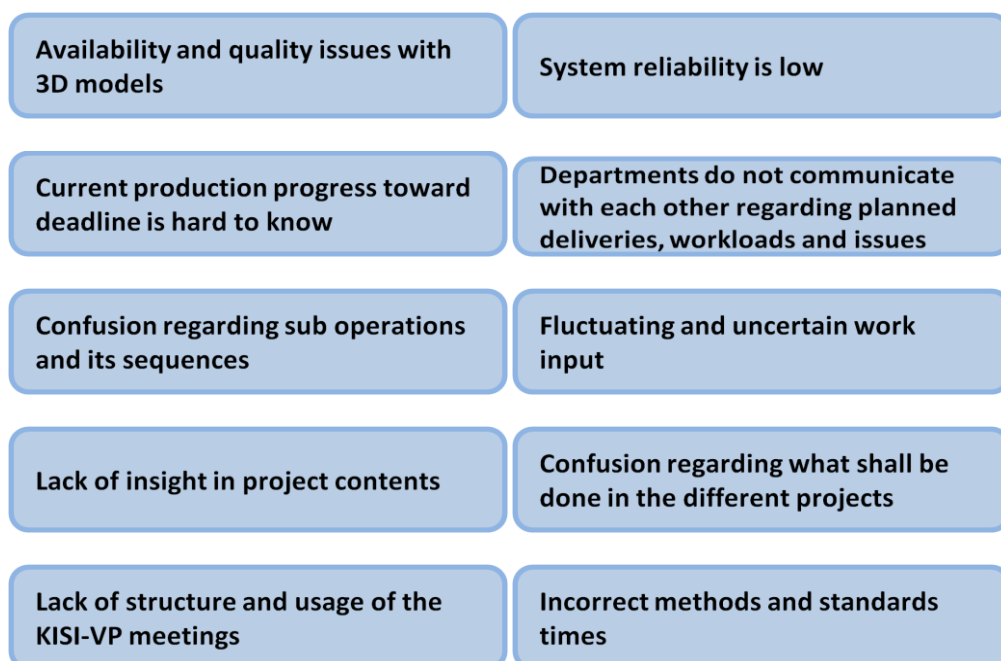 Availability and quality issues with
3D models
System reliability is low
Current production progress toward
deadline is hard to know
Departments do not communicate
with each other regarding planned
deliveries, workloads and issues
Confusion regarding sub operations
and its sequences
Fluctuating and uncertain work
input
Lack of insight in project contents
Confusion regarding what shall be
done in the different projects
Lack of structure and usage of the
KISI-VP meetings
Incorrect methods and standards
times